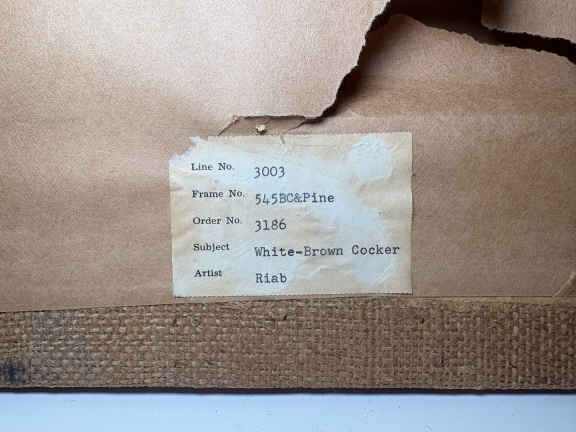 Line No. 3003
Frame No. 545BC&Pine
Order No. 3186
Subject White-Brown Cocker
Artist Riab